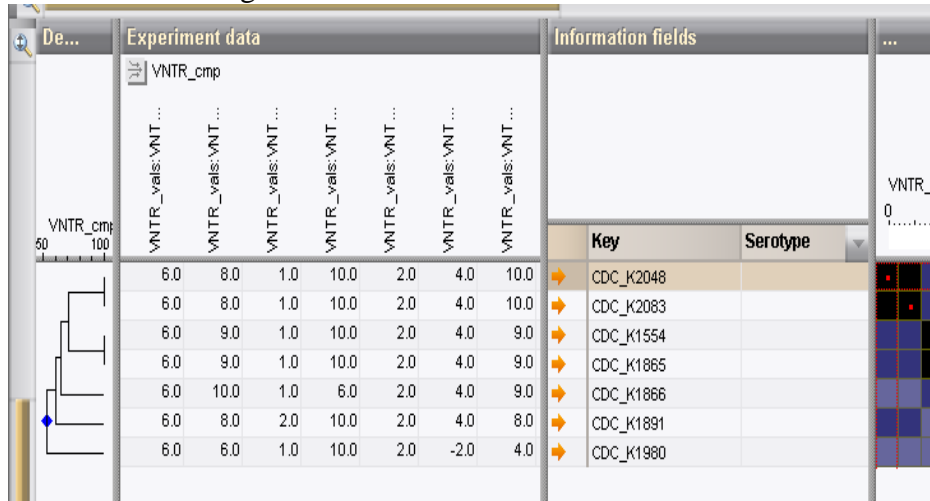 De... Experiment data Information fields ...
VNTR_cmp
VNTR_vals:VNT... VNTR_vals:VNT... VNTR_vals:VNT... VNTR_vals:VNT... VNTR_vals:VNT... VNTR_vals:VNT... VNTR_vals:VNT...
VNTR_cmp VNTR_
50 100 0
Key Serotype
6.0 8.0 1.0 10.0 2.0 4.0 10.0 CDC_K2048
6.0 8.0 1.0 10.0 2.0 4.0 10.0 CDC_K2083
6.0 9.0 1.0 10.0 2.0 4.0 9.0 CDC_K1554
6.0 9.0 1.0 10.0 2.0 4.0 9.0 CDC_K1865
6.0 10.0 1.0 6.0 2.0 4.0 9.0 CDC_K1866
6.0 8.0 2.0 10.0 2.0 4.0 8.0 CDC_K1891
6.0 6.0 1.0 10.0 2.0 -2.0 4.0 CDC_K1980